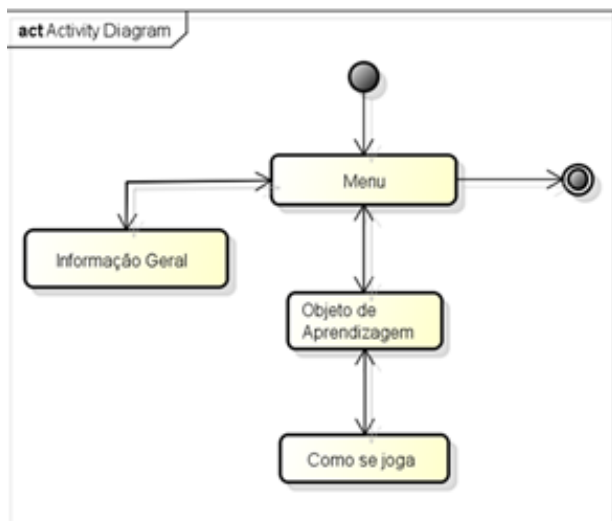 act Activity Diagram
Menu
Informação Geral
Objeto de
Aprendizagem
Como se joga